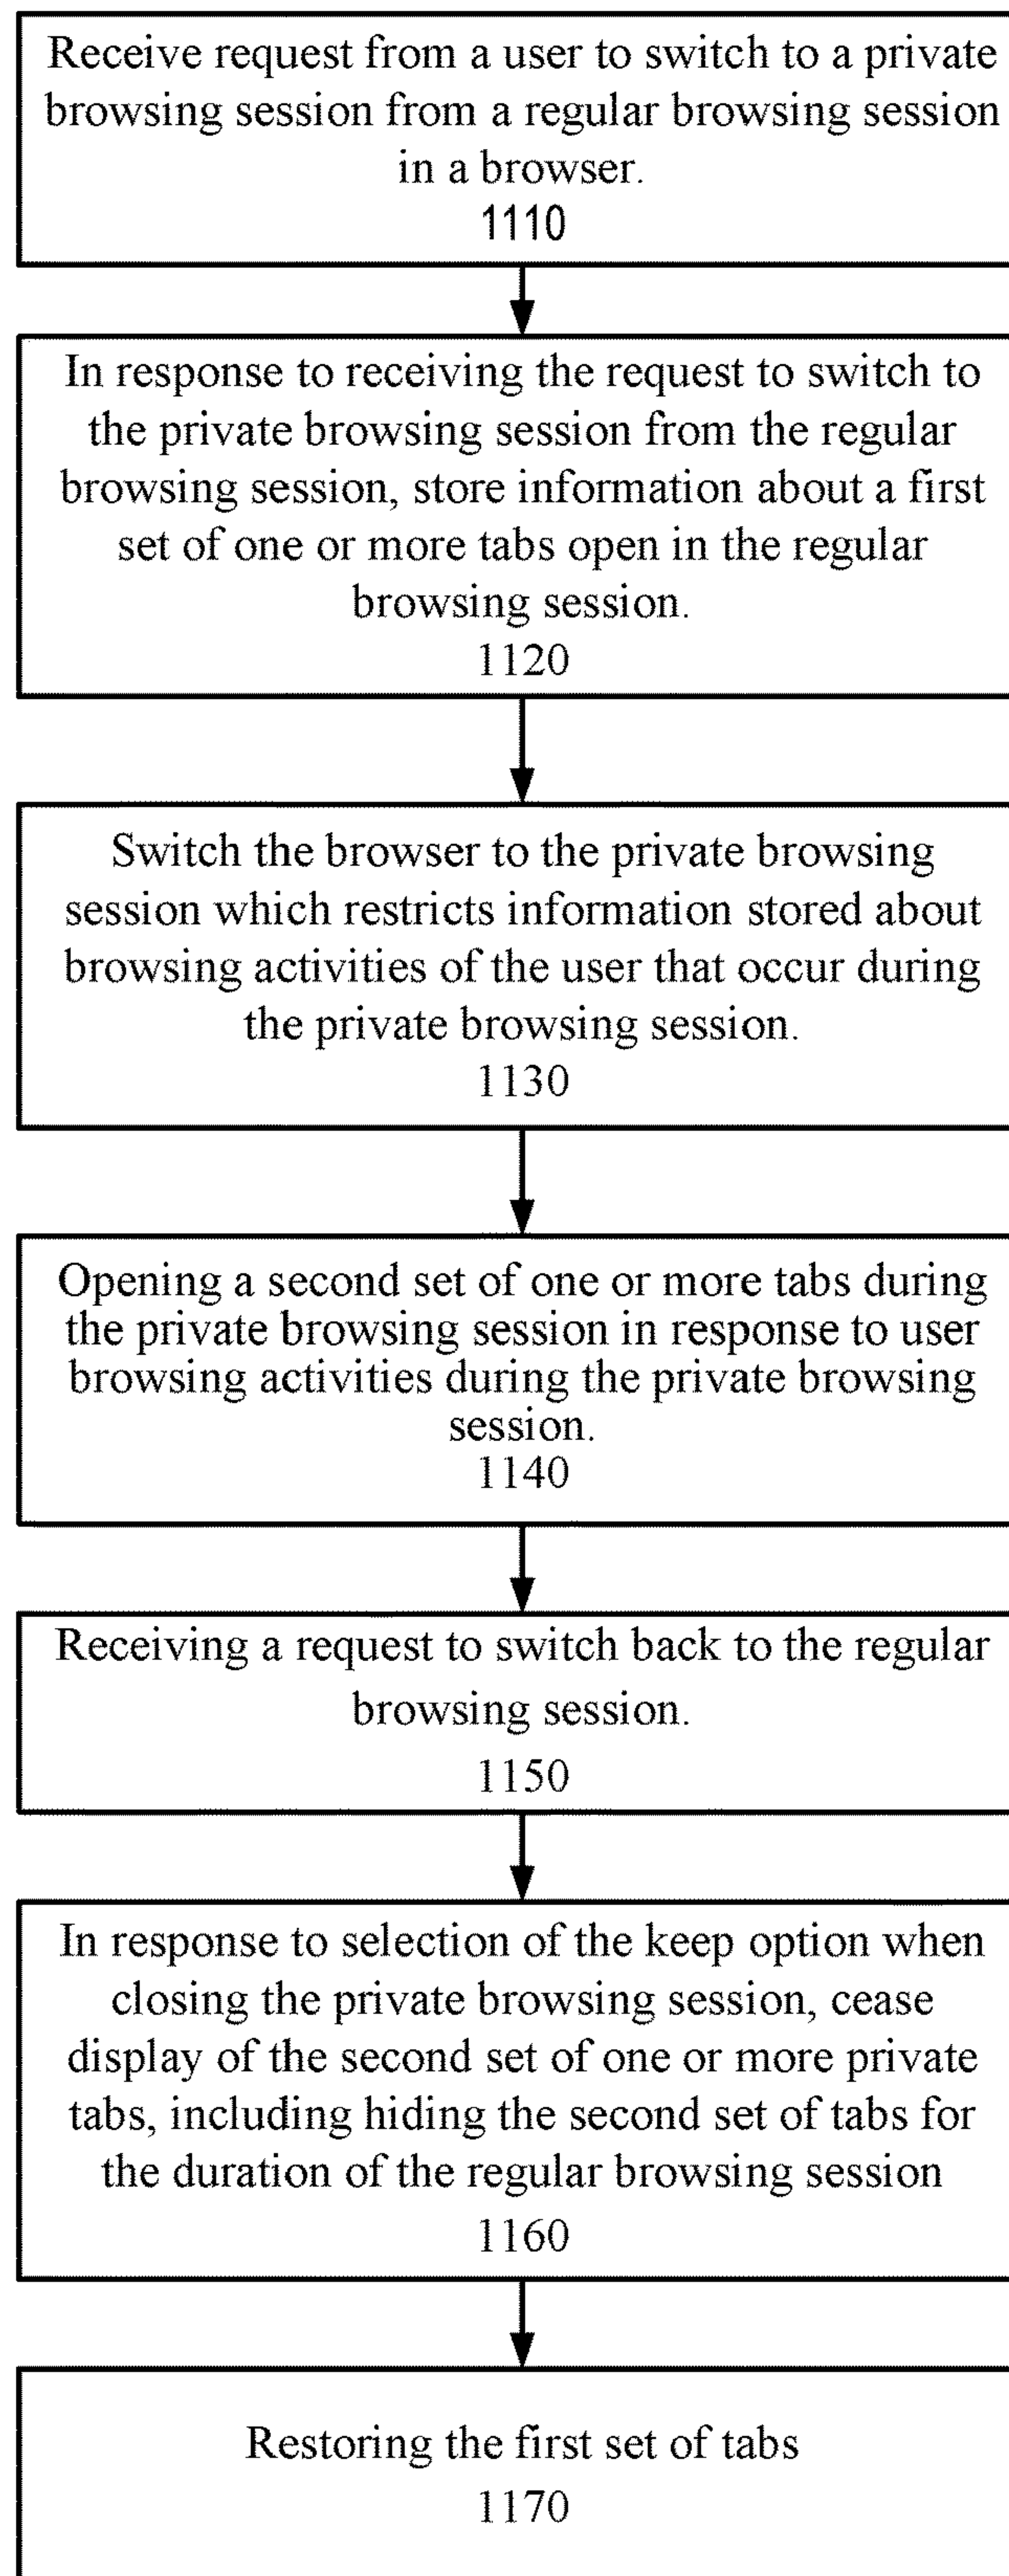 Receive request from a user to switch to a private
browsing session from a regular browsing session
in a browser.
1110
In response to receiving the request to switch to
the private browsing session from the regular
browsing session, store information about a first
set of one or more tabs open in the regular
browsing session.
1120
Switch the browser to the private browsing
session which restricts information stored about
browsing activities of the user that occur during
the private browsing session.
1130
Opening a second set of one or more tabs during
the private browsing session in response to user
browsing activities during the private browsing
session.
1140
Receiving a request to switch back to the regular
browsing session.
1150
In response to selection of the keep option when
closing the private browsing session, cease
display of the second set of one or more private
tabs, including hiding the second set of tabs for
the duration of the regular browsing session
1160
Restoring the first set of tabs
1170